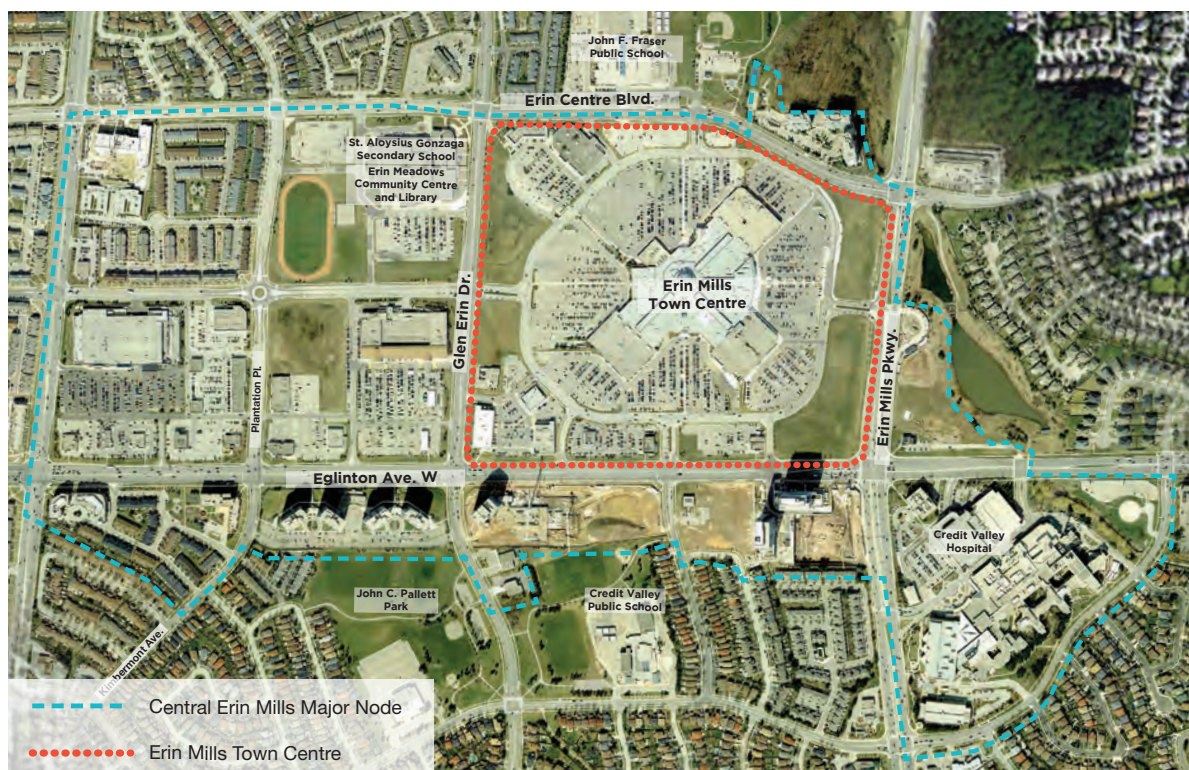 John F. Fraser
Public School
Erin Centre Blvd.
St. Aloysius Gonzaga
Secondary School
Erin Meadows
Community Centre
and Library
Erin Mills
Town Centre
Glen Erin Dr.
Erin Mills Pkwy.
Plantation Pl.
Eglinton Ave. W
Credit Valley
Hospital
John C. Pallett
Park
Credit Valley
Public School
Kimbermont Ave.
Central Erin Mills Major Node
Erin Mills Town Centre